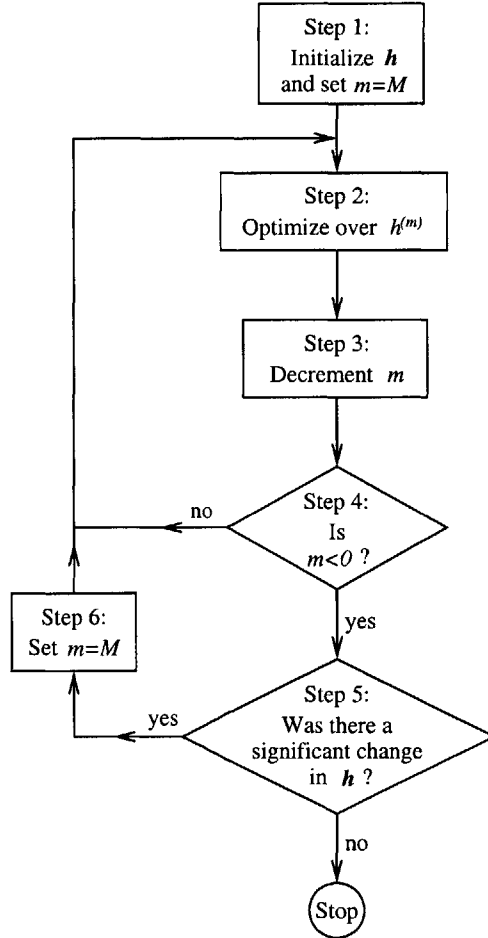 Step 1:
Initialize h
and set m=M
Step 2:
Optimize over h(m)
Step 3:
Decrement m
Step 4:
Is
m<0 ?
no
yes
Step 6:
Set m=M
Step 5:
Was there a
significant change
in h ?
yes
no
Stop